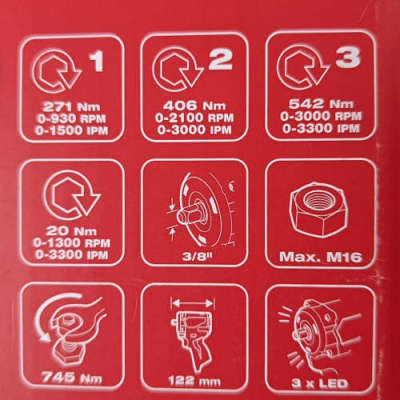 1
271 Nm
0-930 RPM
0-1500 IPM
2
406 Nm
0-2100 RPM
0-3000 IPM
3
542 Nm
0-3000 RPM
0-3300 IPM
20 Nm
0-1300 RPM
0-3300 IPM
3/8"
Max. M16
745 Nm
122 mm
3 x LED